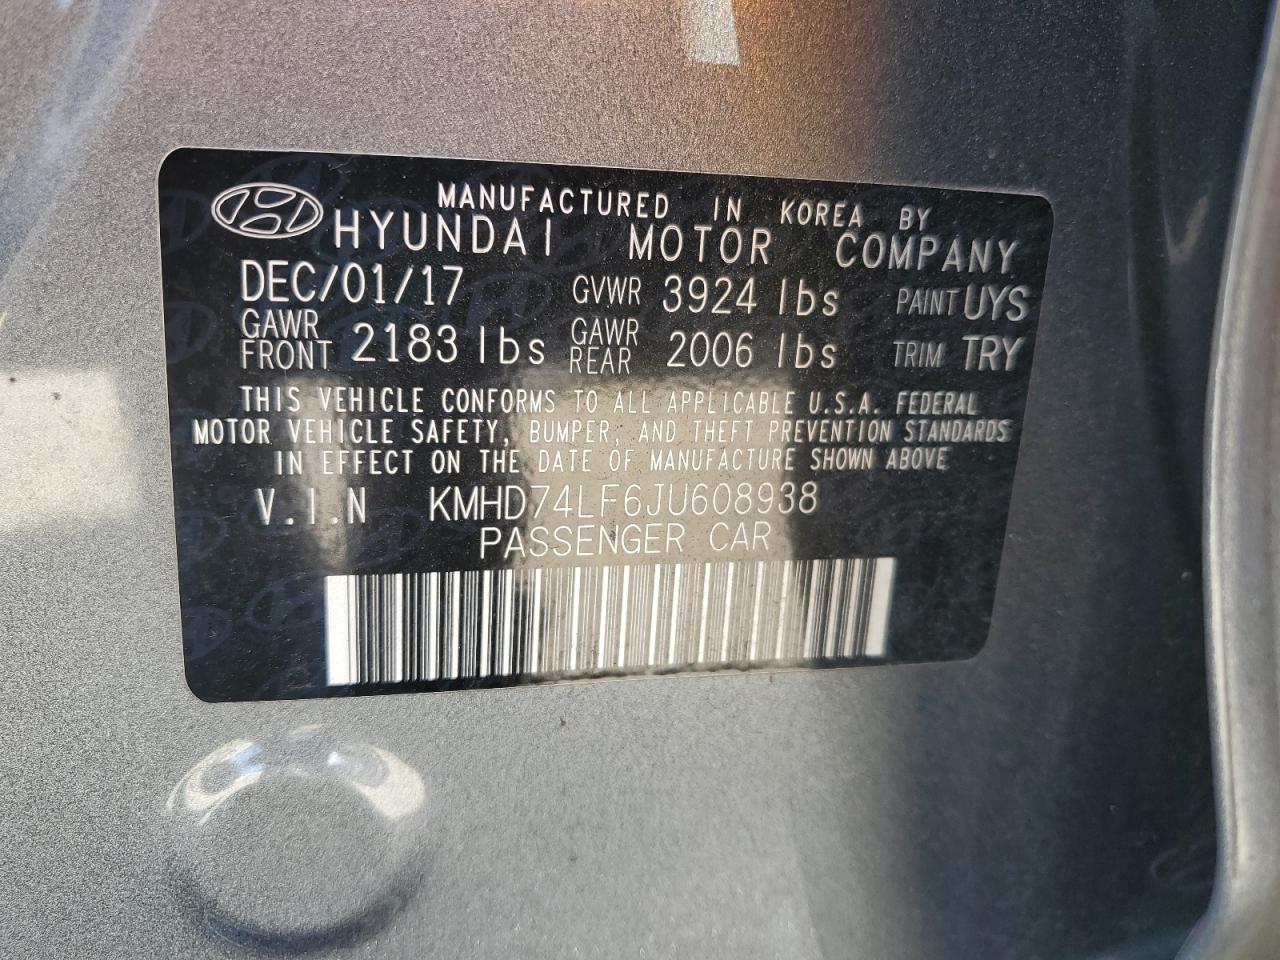 MANUFACTURED IN KOREA BY
HYUNDAI MOTOR COMPANY
DEC/01/17 GVWR 3924 lbs PAINT UYS
GAWR FRONT 2183 lbs GAWR REAR 2006 lbs TRIM TRY
THIS VEHICLE CONFORMS TO ALL APPLICABLE U.S.A. FEDERAL
MOTOR VEHICLE SAFETY, BUMPER, AND THEFT PREVENTION STANDARDS
IN EFFECT ON THE DATE OF MANUFACTURE SHOWN ABOVE
V.I.N KMHD74LF6JU608938
PASSENGER CAR